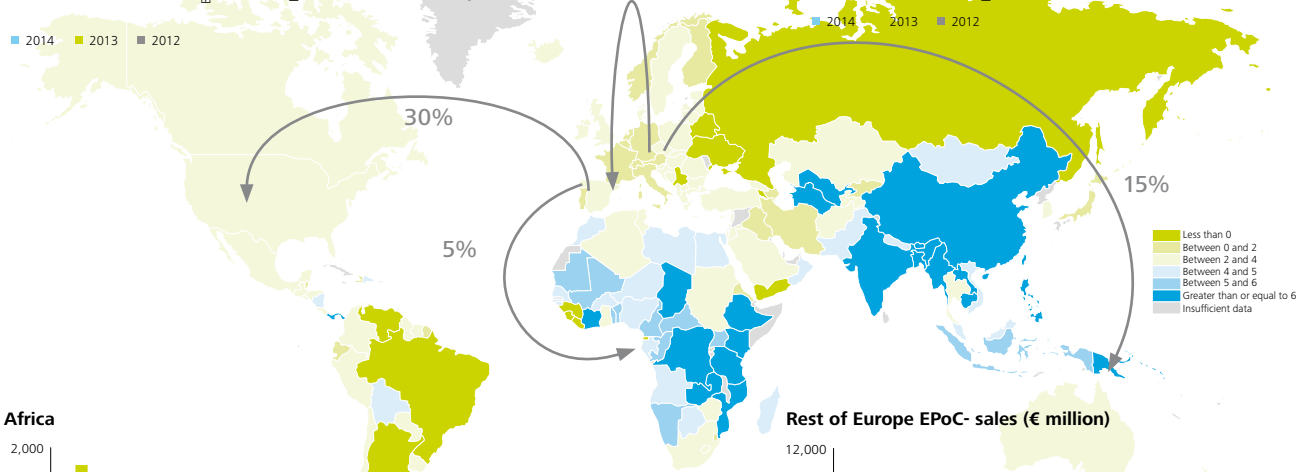 2014 2013 2012
2014 2013 2012
30%
15%
5%
Less than 0
Between 0 and 2
Between 2 and 4
Between 4 and 5
Between 5 and 6
Greater than or equal to 6
Insufficient data
Africa
2,000
Rest of Europe EPoC- sales (€ million)
12,000